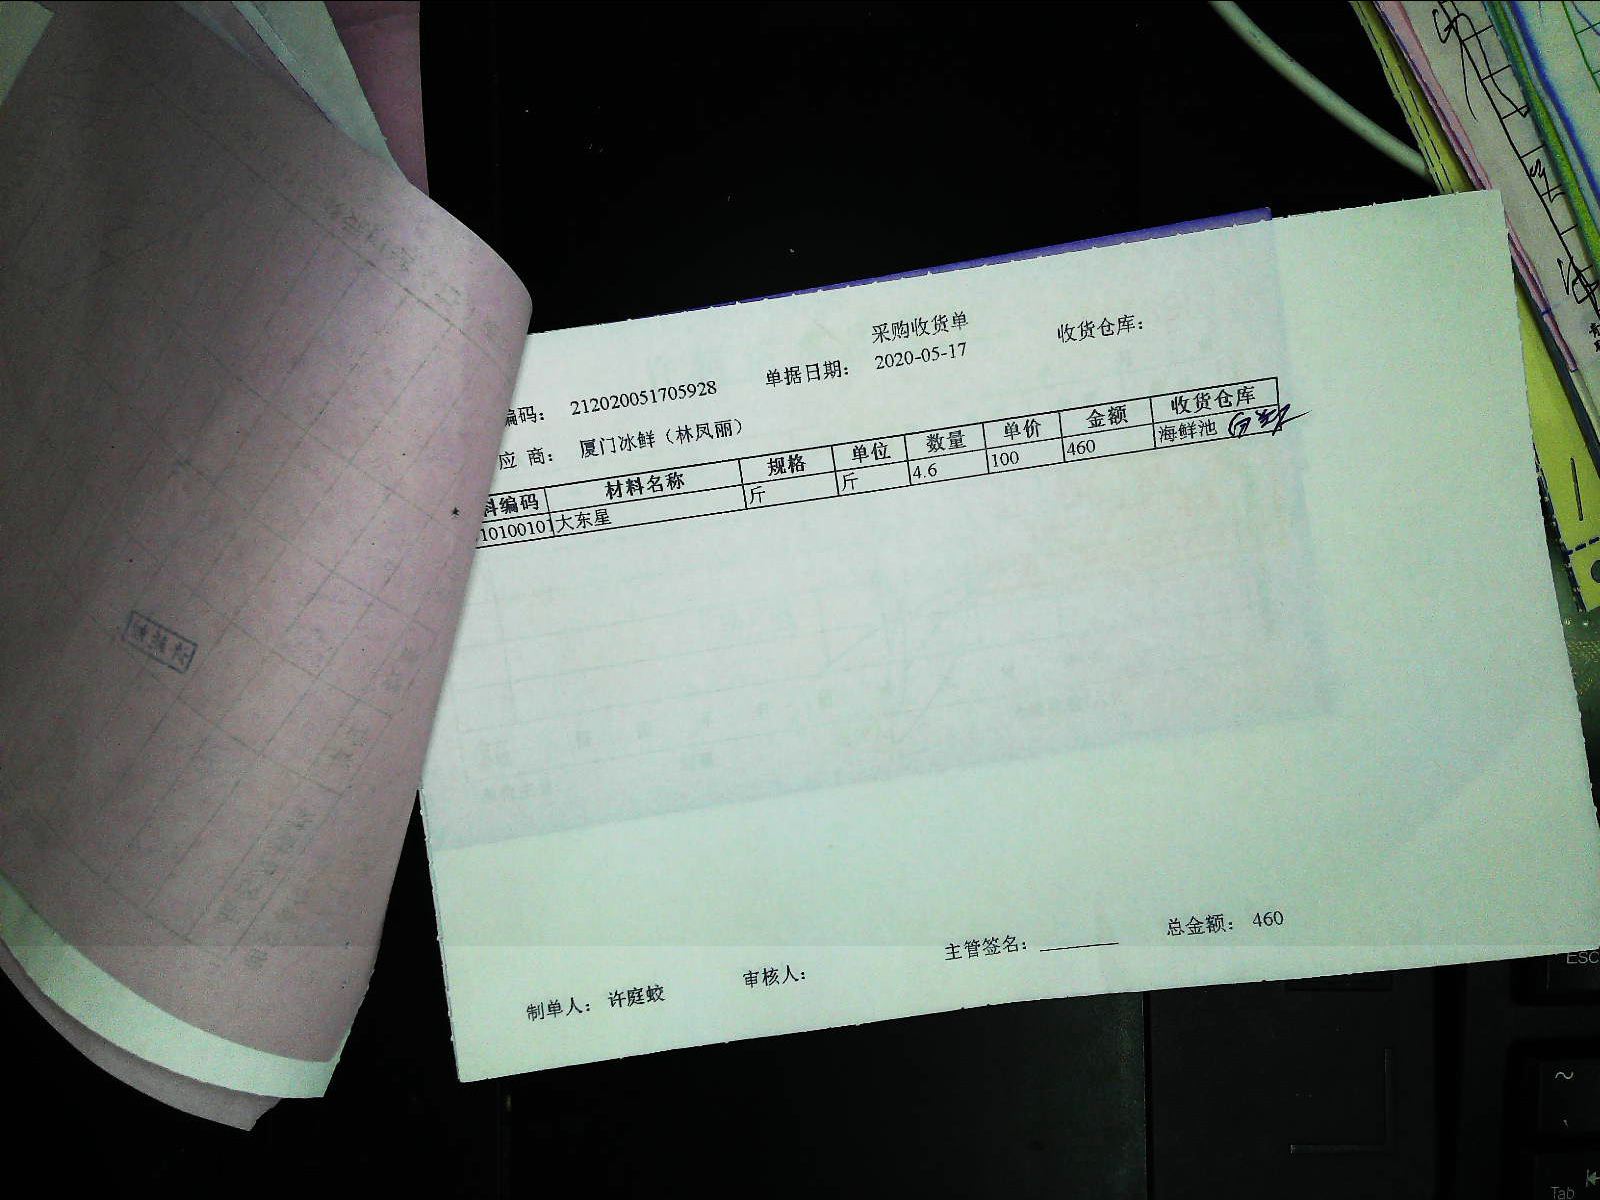 采购收货单
编码： 212020051705928 单据日期： 2020-05-17 收货仓库：
应 商： 厦门冰鲜（林凤丽）
料编码 材料名称 规格 单位 数量 单价 金额 收货仓库
10100101 大东星 斤 斤 4.6 100 460 海鲜池
制单人： 许庭蛟 审核人： 主管签名： 总金额： 460
ESC
~
Tab